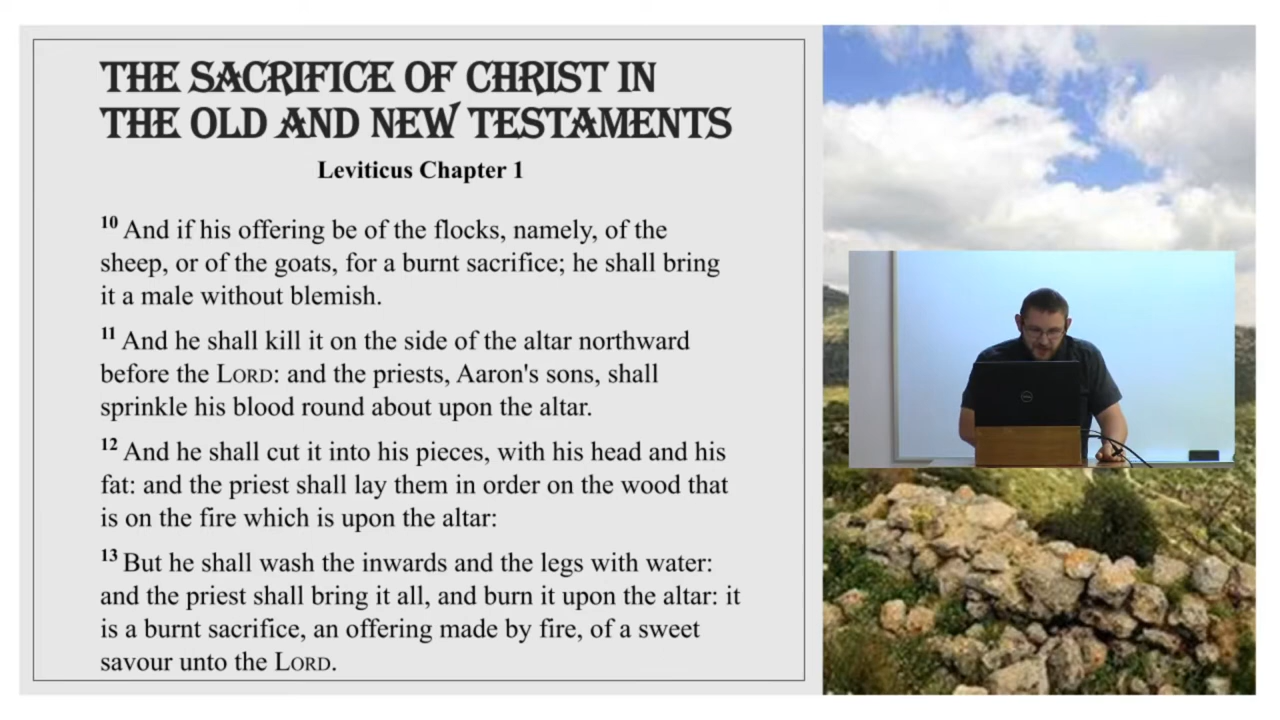 THE SACRIFICE OF CHRIST IN
THE OLD AND NEW TESTAMENTS
Leviticus Chapter 1
10 And if his offering be of the flocks, namely, of the
sheep, or of the goats, for a burnt sacrifice; he shall bring
it a male without blemish.
11 And he shall kill it on the side of the altar northward
before the LORD: and the priests, Aaron's sons, shall
sprinkle his blood round about upon the altar.
12 And he shall cut it into his pieces, with his head and his
fat: and the priest shall lay them in order on the wood that
is on the fire which is upon the altar:
13 But he shall wash the inwards and the legs with water:
and the priest shall bring it all, and burn it upon the altar: it
is a burnt sacrifice, an offering made by fire, of a sweet
savour unto the LORD.